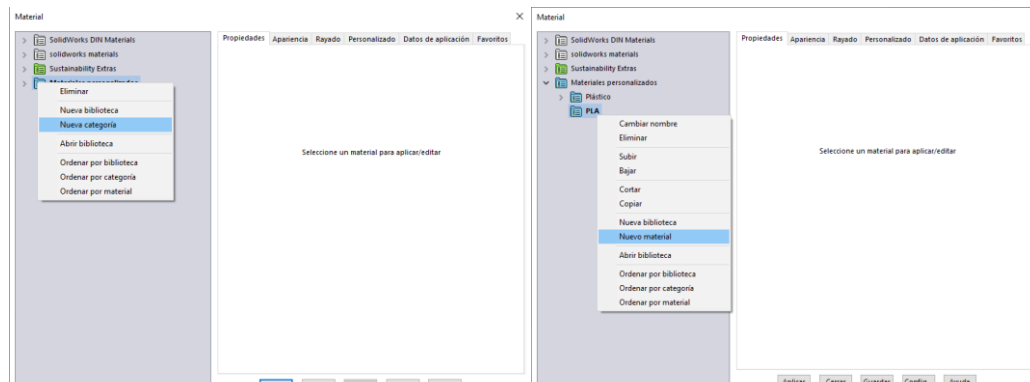 Material
SolidWorks DIN Materials
solidworks materials
Sustainability Extras
Materiales personalizados
Eliminar
Nueva biblioteca
Nueva categoría
Abrir biblioteca
Ordenar por biblioteca
Ordenar por categoría
Ordenar por material
Propiedades Apariencia Rayado Personalizado Datos de aplicación Favoritos
Seleccione un material para aplicar/editar
Material
SolidWorks DIN Materials
solidworks materials
Sustainability Extras
Materiales personalizados
Plástico
PLA
Cambiar nombre
Eliminar
Subir
Bajar
Cortar
Copiar
Nueva biblioteca
Nuevo material
Abrir biblioteca
Ordenar por biblioteca
Ordenar por categoría
Ordenar por material
Propiedades Apariencia Rayado Personalizado Datos de aplicación Favoritos
Seleccione un material para aplicar/editar
Aplicar Cerrar Guardar Config... Ayuda